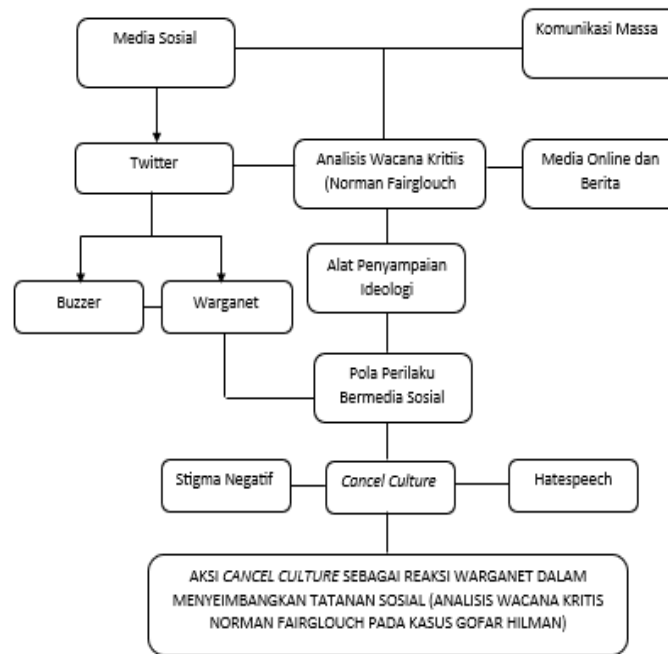 Media Sosial
Komunikasi Massa
Twitter
Analisis Wacana Kritiis
(Norman Fairglouch
Media Online dan
Berita
Alat Penyampaian
Ideologi
Buzzer
Warganet
Pola Perilaku
Bermedia Sosial
Stigma Negatif
Cancel Culture
Hatespeech
AKSI CANCEL CULTURE SEBAGAI REAKSI WARGANET DALAM
MENYEIMBANGKAN TATANAN SOSIAL (ANALISIS WACANA KRITIS
NORMAN FAIRGLOUCH PADA KASUS GOFAR HILMAN)